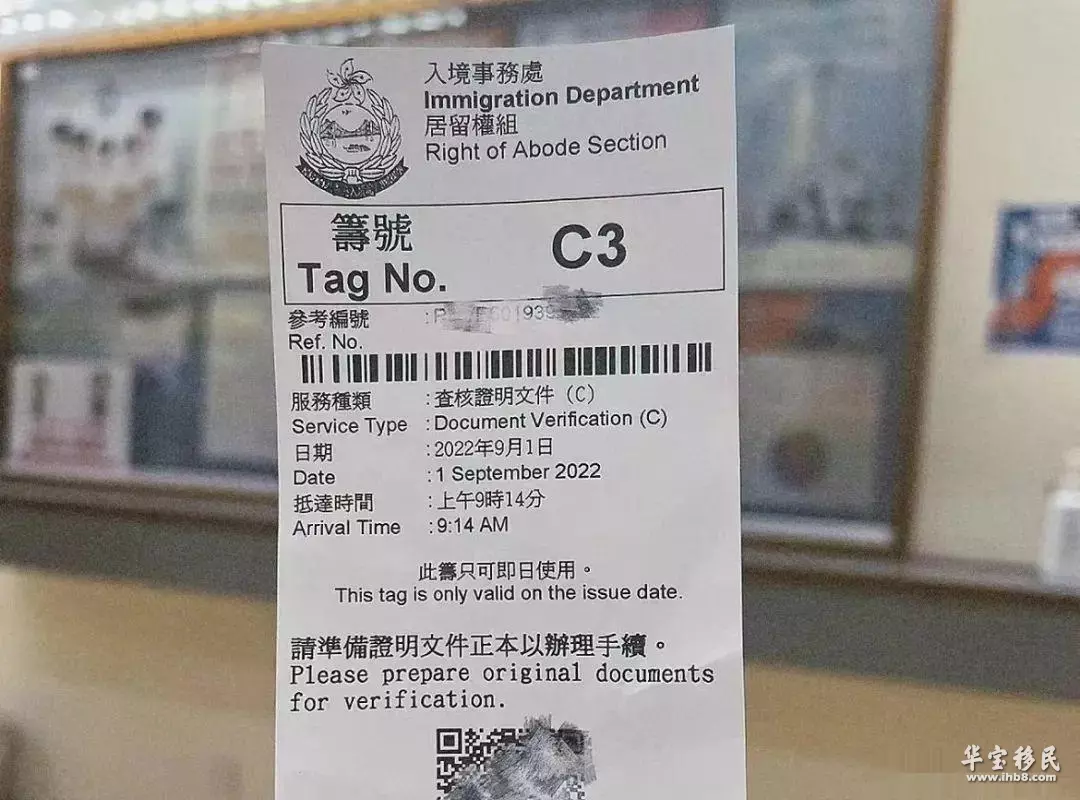 入境事務處
Immigration Department
居留權組
Right of Abode Section
籌號
Tag No.
C3
參考編號
Ref. No.
服務種類 :查核證明文件 (C)
Service Type :Document Verification (C)
日期 :2022年9月1日
Date :1 September 2022
抵達時間 :上午9時14分
Arrival Time :9:14 AM
此籌只可即日使用。
This tag is only valid on the issue date.
請準備證明文件正本以辦理手續。
Please prepare original documents
for verification.
华宝移民
www.ihb8.com